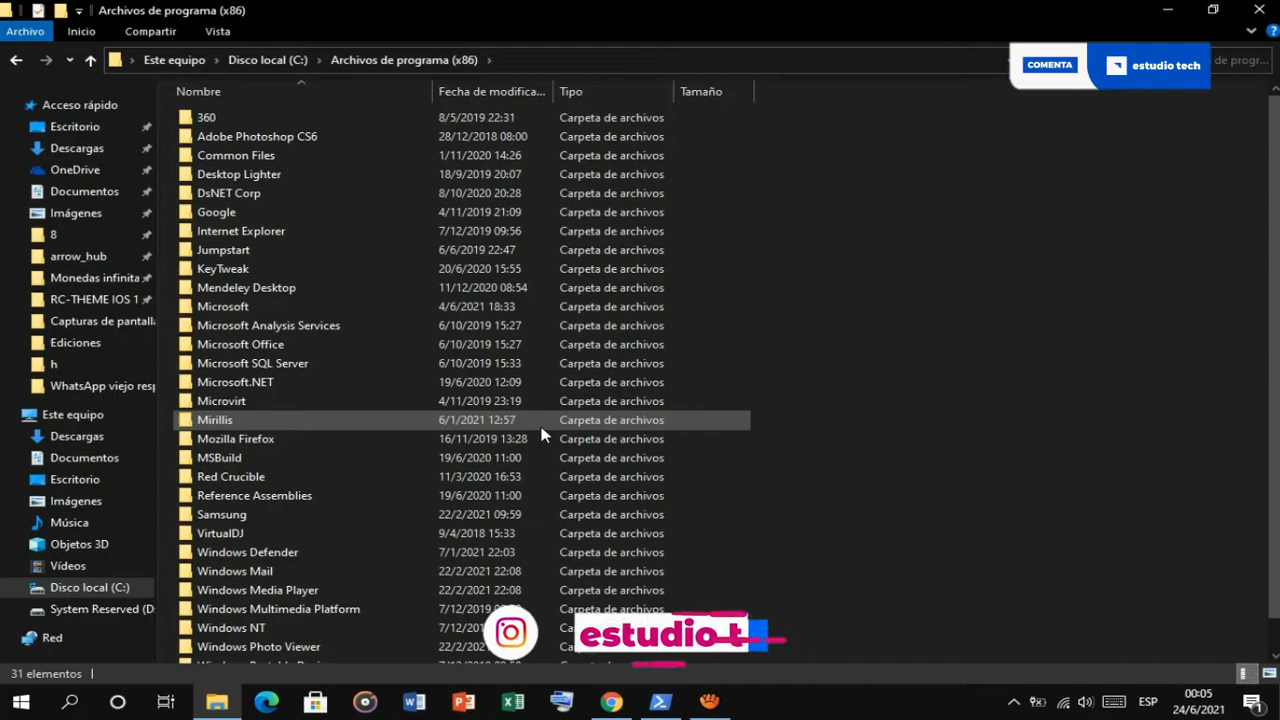 Archivos de programa (x86)
Archivo Inicio Compartir Vista
Este equipo Disco local (C:) Archivos de programa (x86)
de progr...
COMENTA estudio tech
Nombre Fecha de modifica... Tipo Tamaño
Acceso rápido
Escritorio
Descargas
OneDrive
Documentos
Imágenes
8
arrow_hub
Monedas infinita
RC-THEME IOS 1
Capturas de pantall
Ediciones
h
WhatsApp viejo resp
Este equipo
Descargas
Documentos
Escritorio
Imágenes
Música
Objetos 3D
Vídeos
Disco local (C:)
System Reserved (D:
Red
360 8/5/2019 22:31 Carpeta de archivos
Adobe Photoshop CS6 28/12/2018 08:00 Carpeta de archivos
Common Files 1/11/2020 14:26 Carpeta de archivos
Desktop Lighter 18/9/2019 20:07 Carpeta de archivos
DsNET Corp 8/10/2020 20:28 Carpeta de archivos
Google 4/11/2019 21:09 Carpeta de archivos
Internet Explorer 7/12/2019 09:56 Carpeta de archivos
Jumpstart 6/6/2019 22:47 Carpeta de archivos
KeyTweak 20/6/2020 15:55 Carpeta de archivos
Mendeley Desktop 11/12/2020 08:54 Carpeta de archivos
Microsoft 4/6/2021 18:33 Carpeta de archivos
Microsoft Analysis Services 6/10/2019 15:27 Carpeta de archivos
Microsoft Office 6/10/2019 15:27 Carpeta de archivos
Microsoft SQL Server 6/10/2019 15:33 Carpeta de archivos
Microsoft.NET 19/6/2020 12:09 Carpeta de archivos
Microvirt 4/11/2019 23:19 Carpeta de archivos
Mirillis 6/1/2021 12:57 Carpeta de archivos
Mozilla Firefox 16/11/2019 13:28 Carpeta de archivos
MSBuild 19/6/2020 11:00 Carpeta de archivos
Red Crucible 11/3/2020 16:53 Carpeta de archivos
Reference Assemblies 19/6/2020 11:00 Carpeta de archivos
Samsung 22/2/2021 09:59 Carpeta de archivos
VirtualDJ 9/4/2018 15:33 Carpeta de archivos
Windows Defender 7/1/2021 22:03 Carpeta de archivos
Windows Mail 22/2/2021 22:08 Carpeta de archivos
Windows Media Player 22/2/2021 22:08 Carpeta de archivos
Windows Multimedia Platform 7/12/2019 Carpeta de archivos
Windows NT 7/12/201
Windows Photo Viewer 22/2/202
estudio t
31 elementos
ESP
00:05
24/6/2021